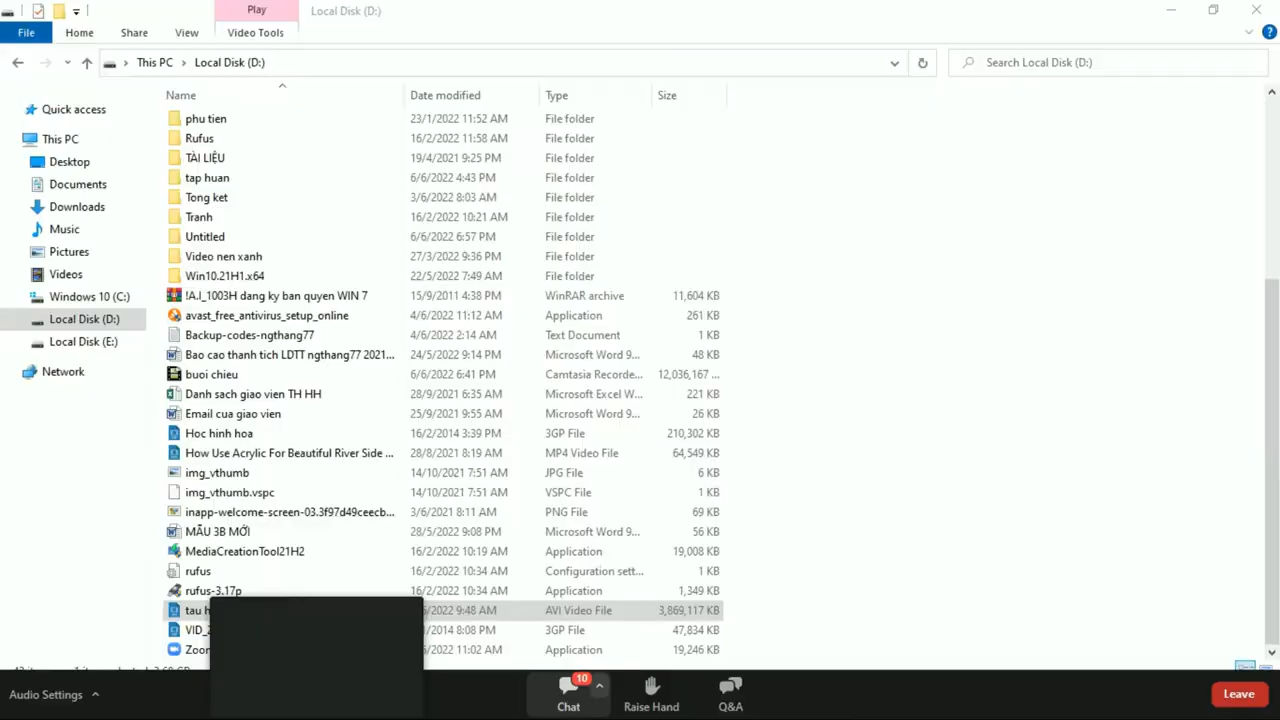 Play
Local Disk (D:)
File
Home
Share
View
Video Tools
This PC
Local Disk (D:)
Search Local Disk (D:)
Quick access
This PC
Desktop
Documents
Downloads
Music
Pictures
Videos
Windows 10 (C:)
Local Disk (D:)
Local Disk (E:)
Network
Name Date modified Type Size
phu tien 23/1/2022 11:52 AM File folder
Rufus 16/2/2022 11:58 AM File folder
TÀI LIỆU 19/4/2021 9:25 PM File folder
tap huan 6/6/2022 4:43 PM File folder
Tong ket 3/6/2022 8:03 AM File folder
Tranh 16/2/2022 10:21 AM File folder
Untitled 6/6/2022 6:57 PM File folder
Video nen xanh 27/3/2022 9:36 PM File folder
Win10.21H1.x64 22/5/2022 7:49 AM File folder
!A.I_1003H dang ky ban quyen WIN 7 15/9/2011 4:38 PM WinRAR archive 11,604 KB
avast_free_antivirus_setup_online 4/6/2022 11:12 AM Application 261 KB
Backup-codes-ngthang77 4/6/2022 2:14 AM Text Document 1 KB
Bao cao thanh tich LDTT ngthang77 2021... 24/5/2022 9:14 PM Microsoft Word 9... 48 KB
buoi chieu 6/6/2022 6:41 PM Camtasia Recorde... 12,036,167 ...
Danh sach giao vien TH HH 28/9/2021 6:35 AM Microsoft Excel W... 221 KB
Email cua giao vien 25/9/2021 9:55 AM Microsoft Word 9... 26 KB
Hoc hinh hoa 16/2/2014 3:39 PM 3GP File 210,302 KB
How Use Acrylic For Beautiful River Side ... 28/8/2021 8:19 AM MP4 Video File 64,549 KB
img_vthumb 14/10/2021 7:51 AM JPG File 6 KB
img_vthumb.vspc 14/10/2021 7:51 AM VSPC File 1 KB
inapp-welcome-screen-03.3f97d49ceecb... 3/6/2021 8:11 AM PNG File 69 KB
MẪU 3B MỚI 28/5/2022 9:08 PM Microsoft Word 9... 56 KB
MediaCreationTool21H2 16/2/2022 10:19 AM Application 19,008 KB
rufus 16/2/2022 10:34 AM Configuration sett... 1 KB
rufus-3.17p 16/2/2022 10:34 AM Application 1,349 KB
tau h /2022 9:48 AM AVI Video File 3,869,117 KB
VID_ /2014 8:08 PM 3GP File 47,834 KB
Zoon /2022 11:02 AM Application 19,246 KB
Audio Settings
10
Chat
Raise Hand
Q&A
Leave